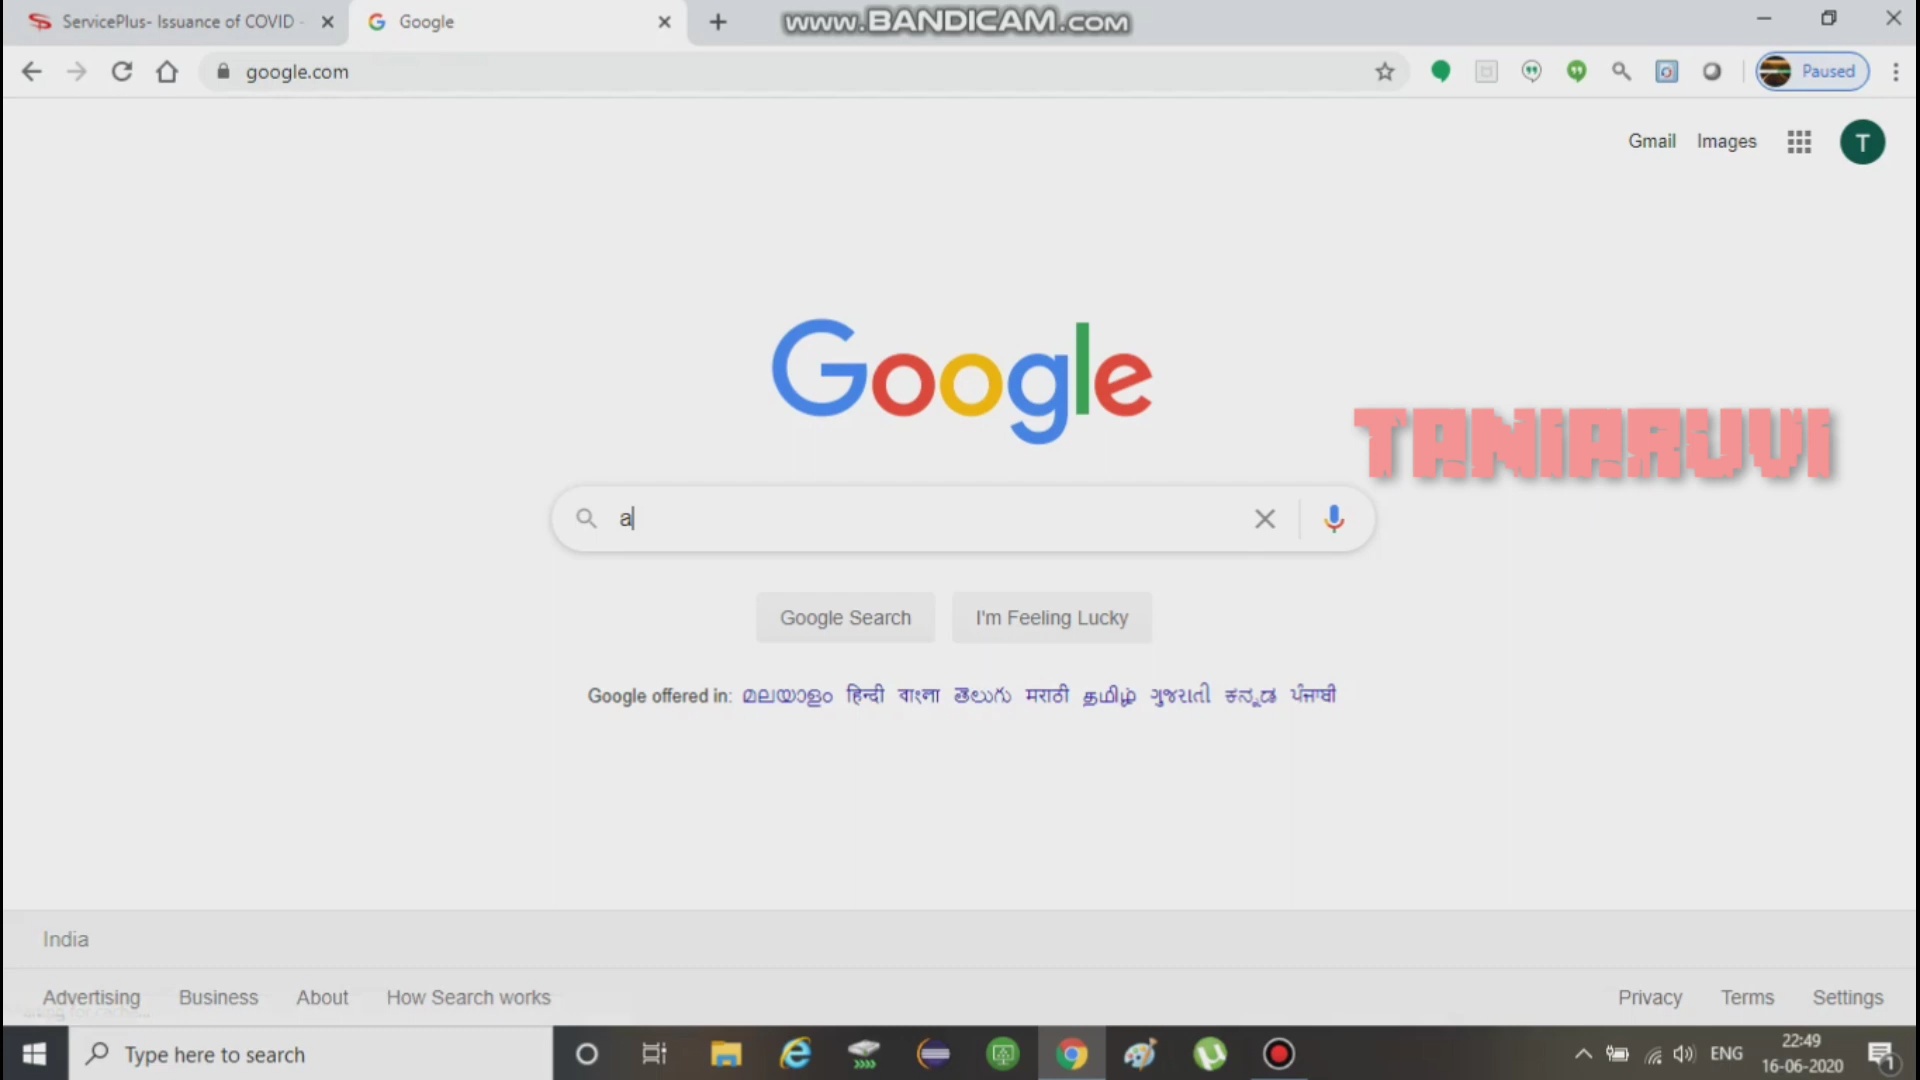 ServicePlus- Issuance of COVID -
Google
www.BANDICAM.com
google.com
Paused
Gmail Images
T
Google
TANIARUVI
a
Google Search
I'm Feeling Lucky
Google offered in: മലയാളം हिन्दी বাংলা తెలుగు मराठी தமிழ் ગુજરાતી ಕನ್ನಡ ਪੰਜਾਬੀ
India
Advertising Business About How Search works
Privacy Terms Settings
Type here to search
ENG
22:49
16-06-2020
1